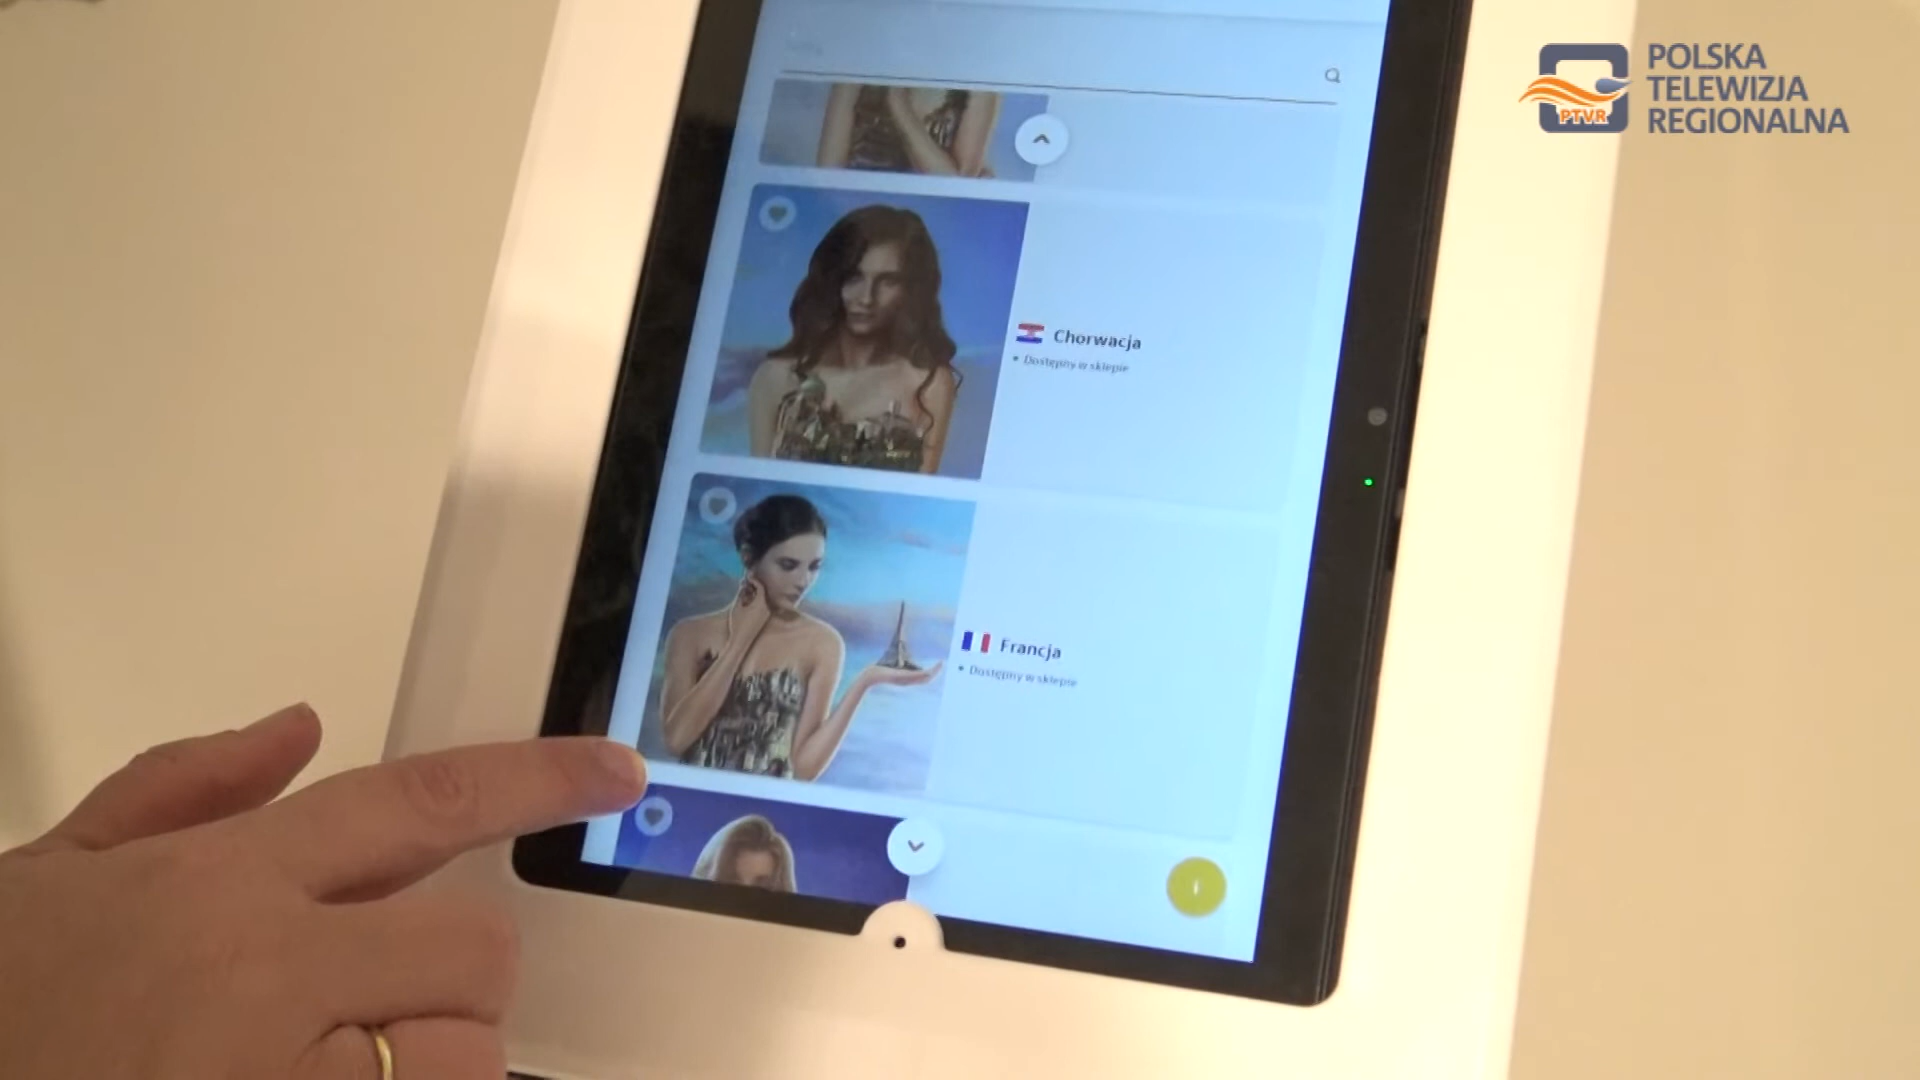 POLSKA
TELEWIZJA
REGIONALNA
PTVR
Chorwacja
Dostępny w sklepie
Francja
Dostępny w sklepie